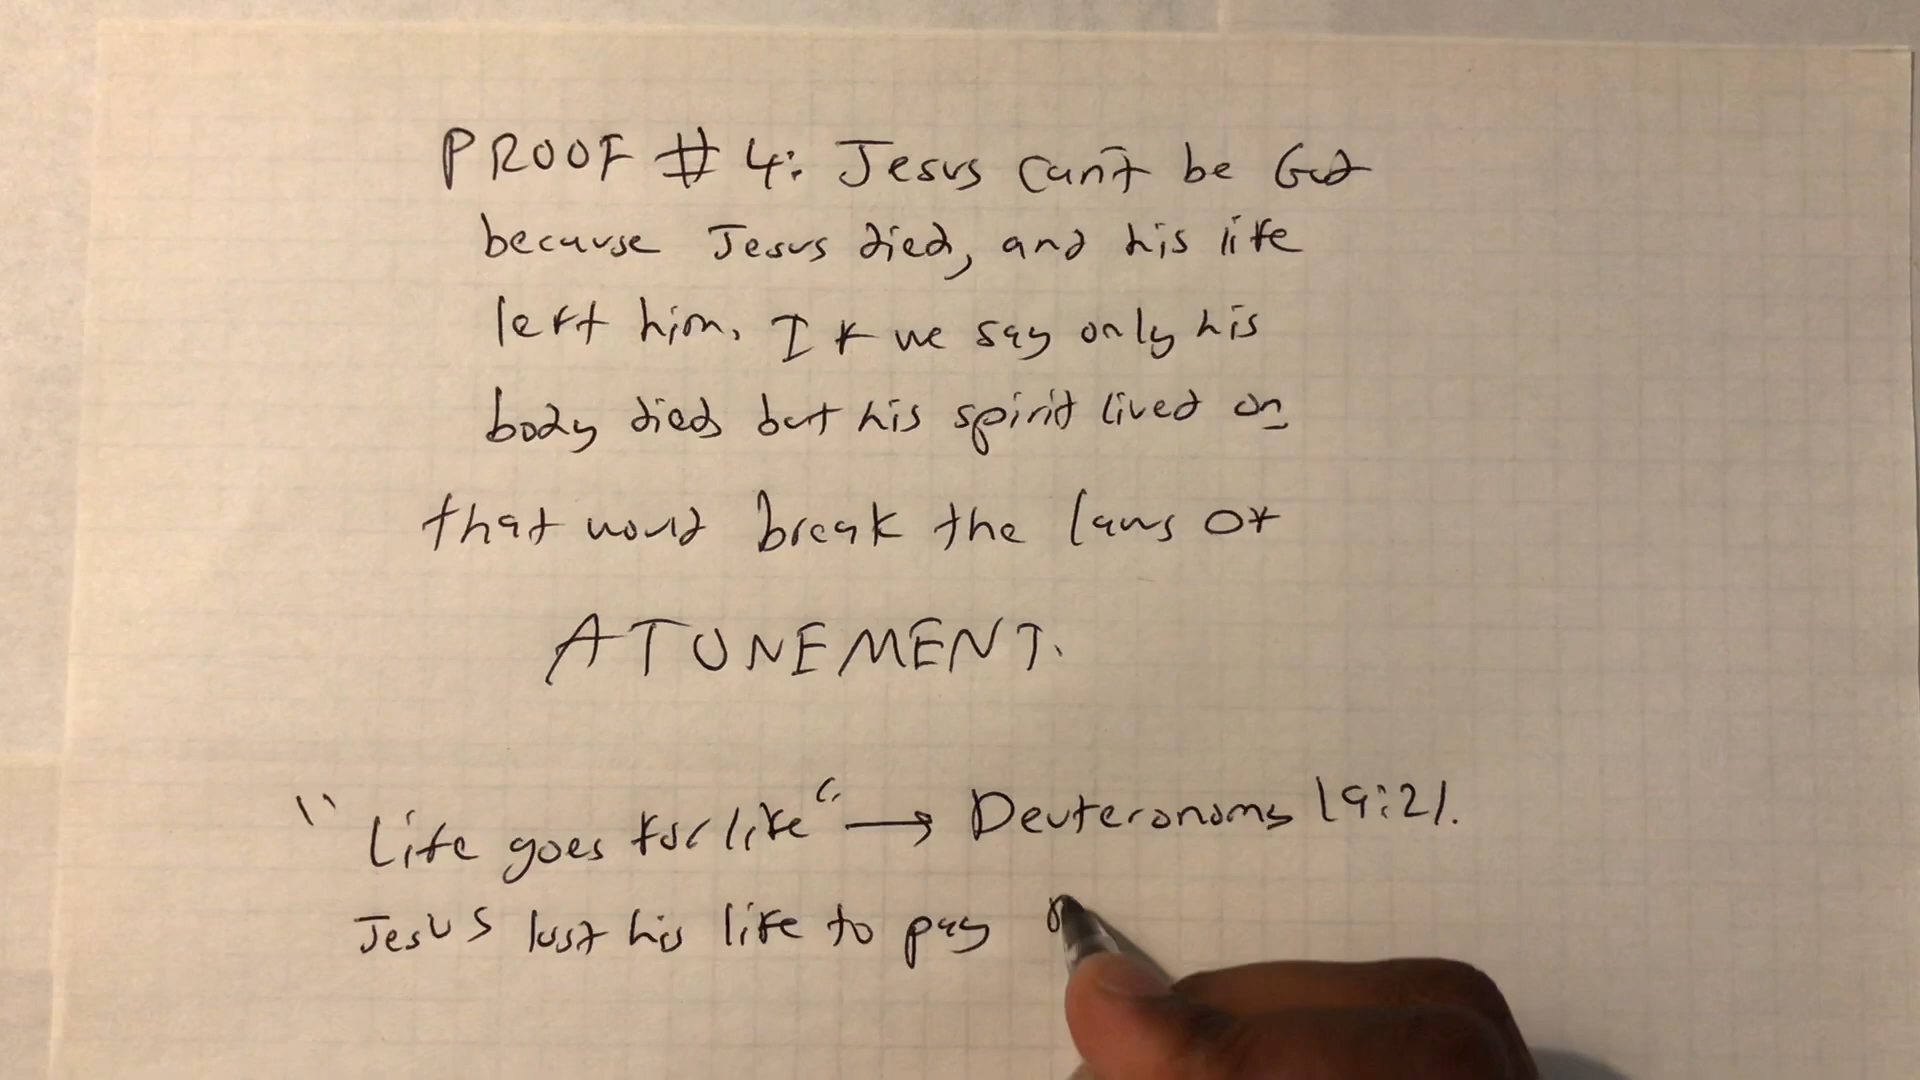 PROOF # 4: Jesus can't be God
because Jesus died, and his life
left him. If we say only his
body died but his spirit lived on
that would break the laws of
ATONEMENT.
"Life goes for life" → Deuteronomy 19:21.
Jesus lost his life to pay